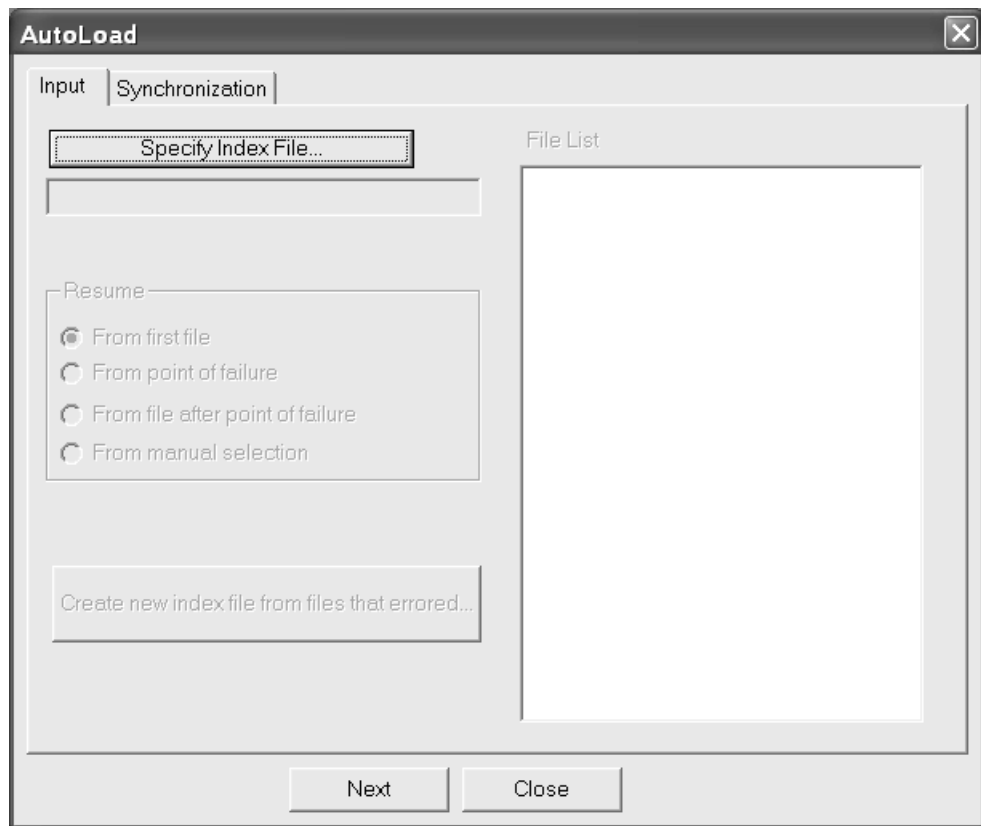 AutoLoad
Input
Synchronization
Specify Index File...
File List
Resume
From first file
From point of failure
From file after point of failure
From manual selection
Create new index file from files that errored...
Next
Close